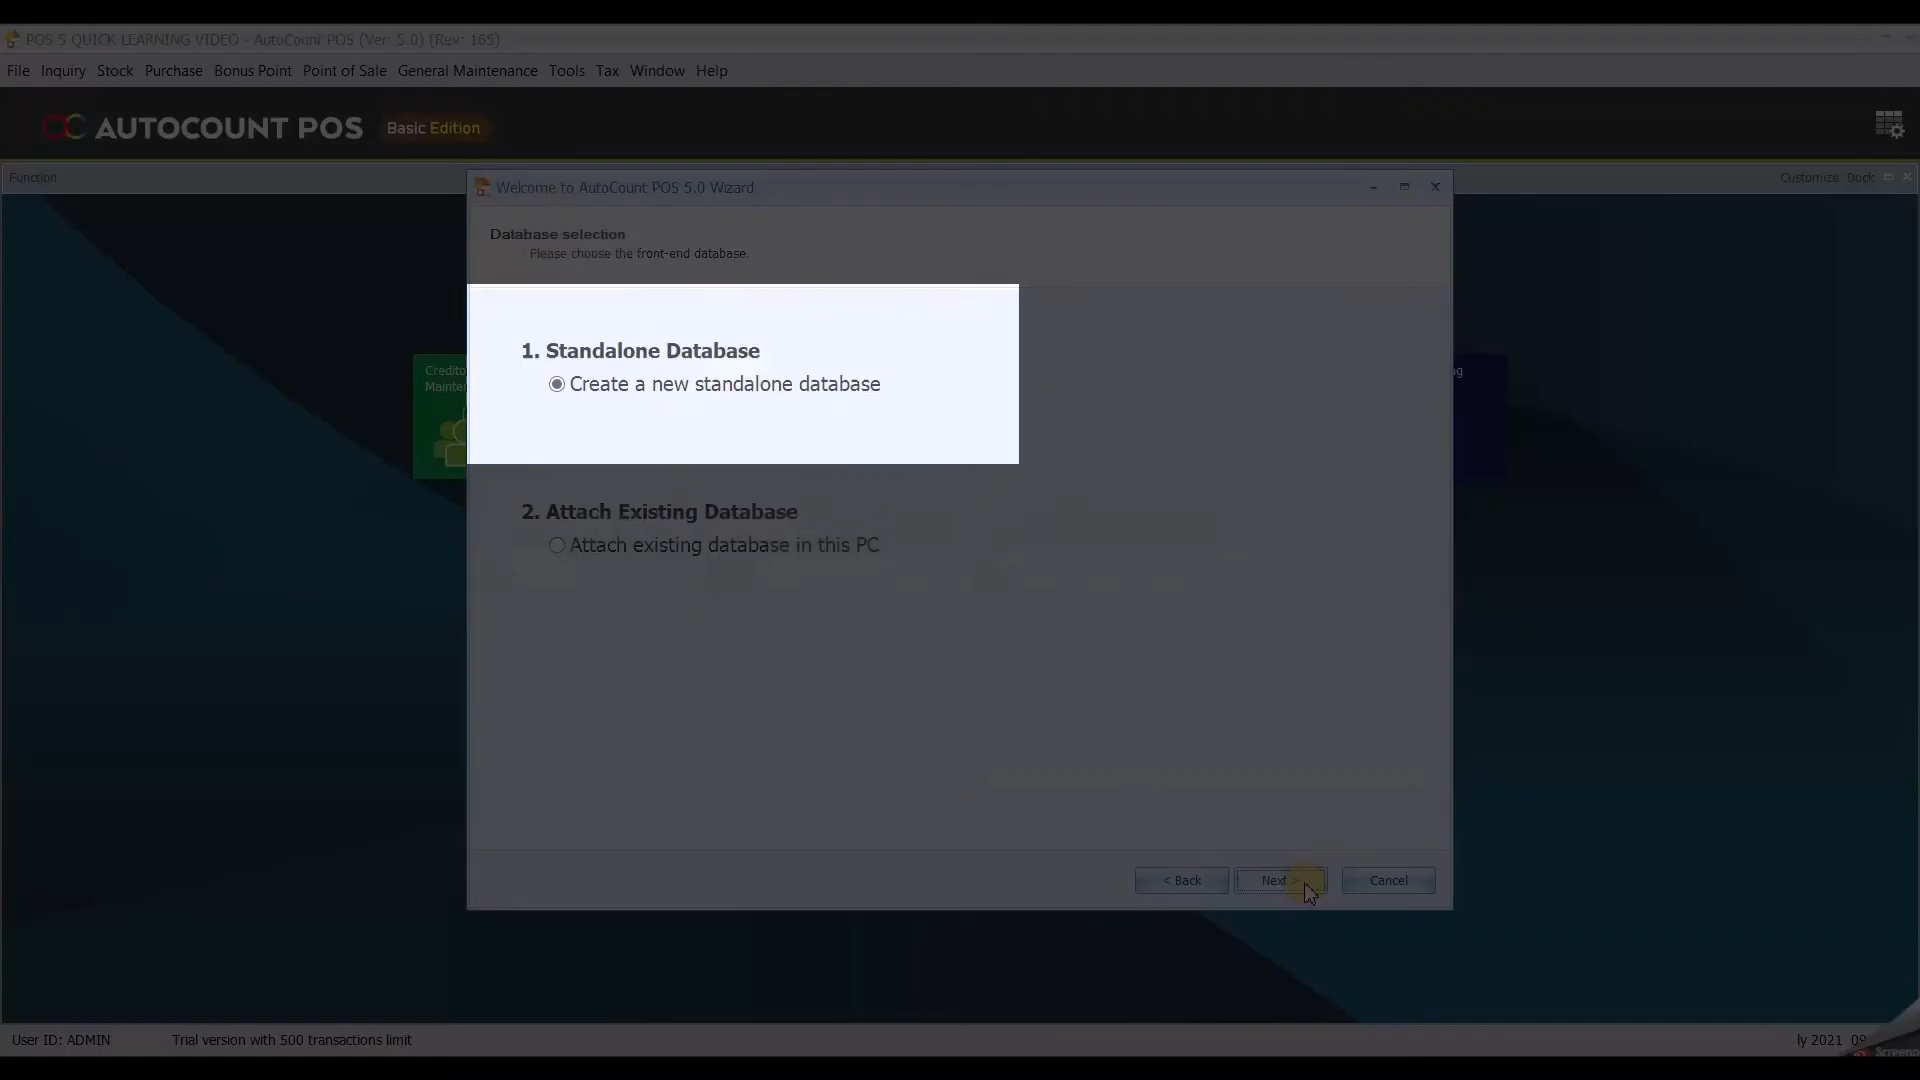 POS 5 QUICK LEARNING VIDEO - AutoCount POS (Ver: 5.0) (Rev: 165)
File Inquiry Stock Purchase Bonus Point Point of Sale General Maintenance Tools Tax Window Help
AUTOCOUNT POS Basic Edition
Function
Customize Dock
Welcome to AutoCount POS 5.0 Wizard
Database selection
Please choose the front-end database.
1. Standalone Database
Create a new standalone database
2. Attach Existing Database
Attach existing database in this PC
< Back Next > Cancel
User ID: ADMIN Trial version with 500 transactions limit
ly 2021